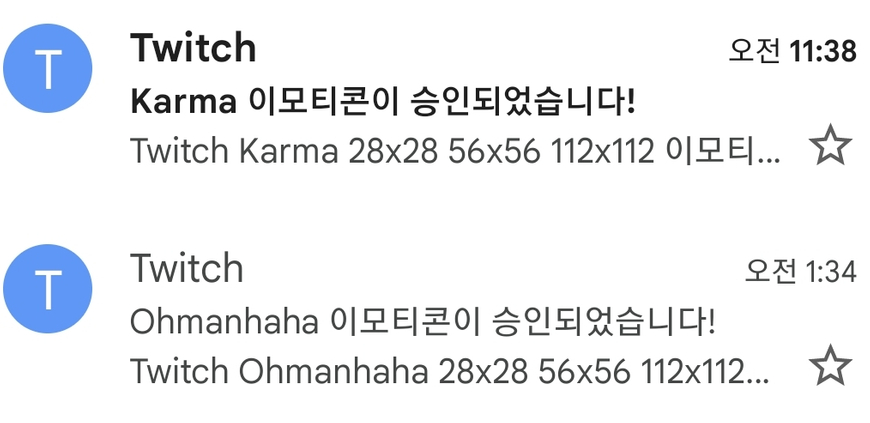 T
Twitch
오전 11:38
Karma 이모티콘이 승인되었습니다!
Twitch Karma 28x28 56x56 112x112 이모티...
T
Twitch
오전 1:34
Ohmanhaha 이모티콘이 승인되었습니다!
Twitch Ohmanhaha 28x28 56x56 112x112...